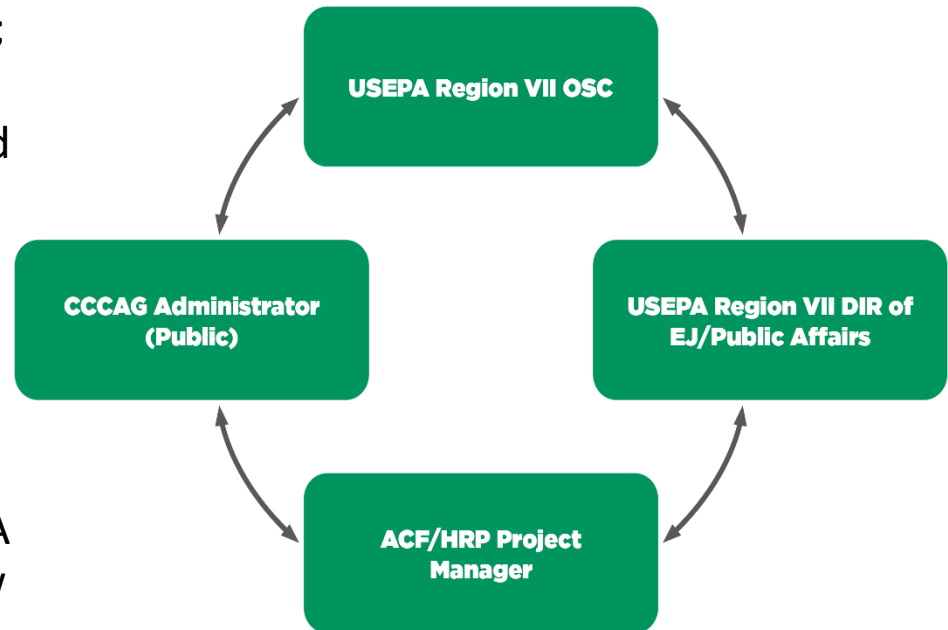 USEPA Region VII OSC
d
CCCAG Administrator
(Public)
USEPA Region VII DIR of
EJ/Public Affairs
A
ACF/HRP Project
Manager